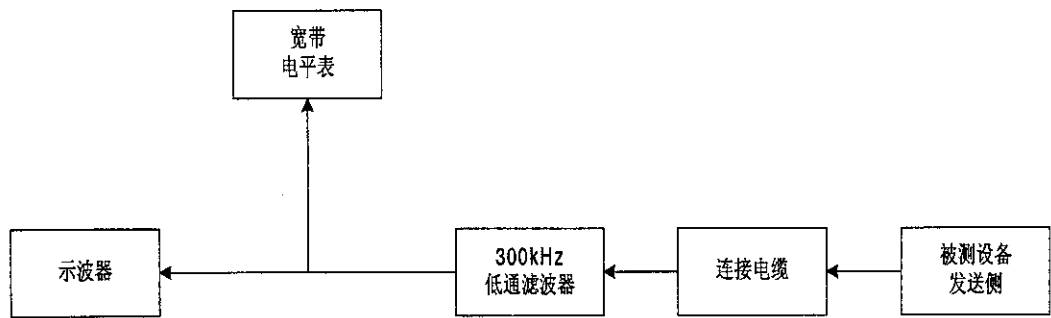 宽带
电平表
示波器
300kHz
低通滤波器
连接电缆
被测设备
发送侧